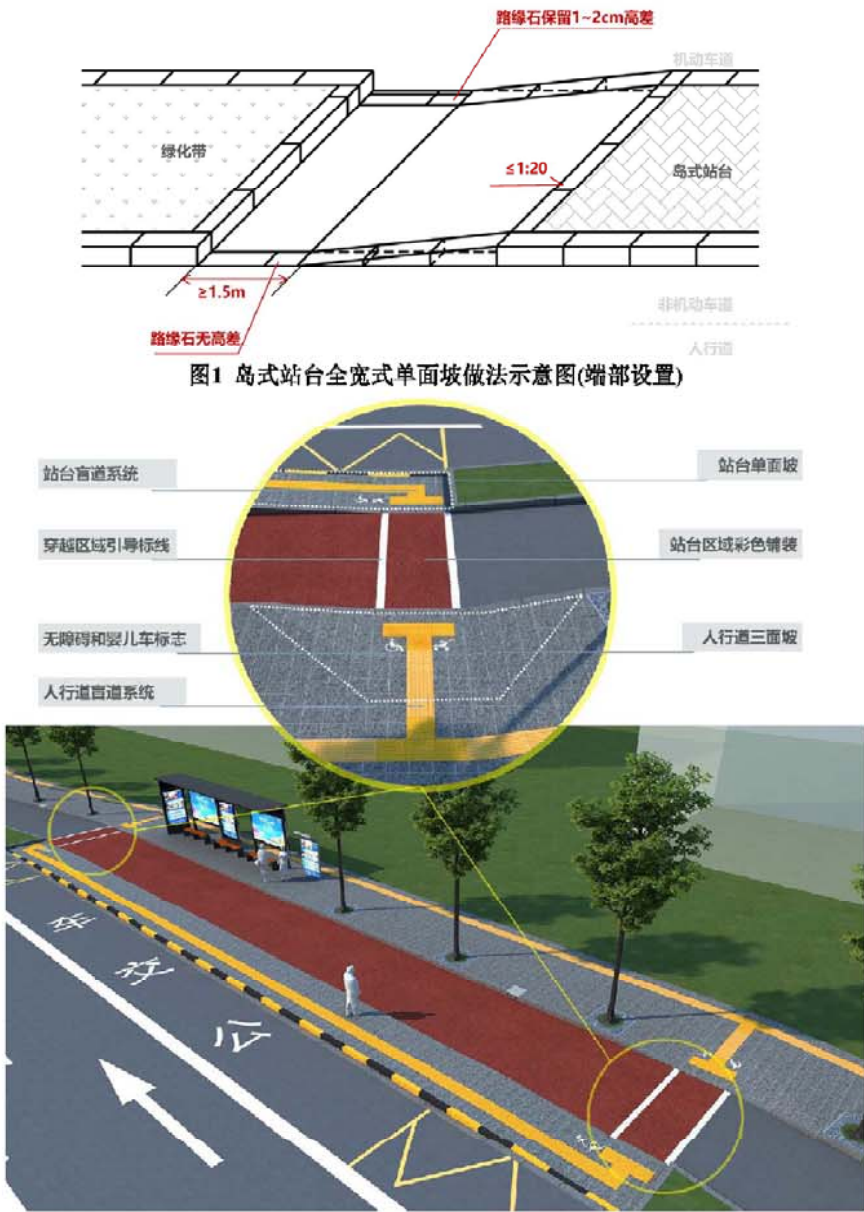 路缘石保留1~2cm高差
机动车道
绿化带
≤1:20
岛式站台
≥1.5m
非机动车道
路缘石无高差
人行道
图1 岛式站台全宽式单面坡做法示意图(端部设置)
站台盲道系统
站台单面坡
穿越区域引导标线
站台区域彩色铺装
无障碍和婴儿车标志
人行道三面坡
人行道盲道系统
公交车